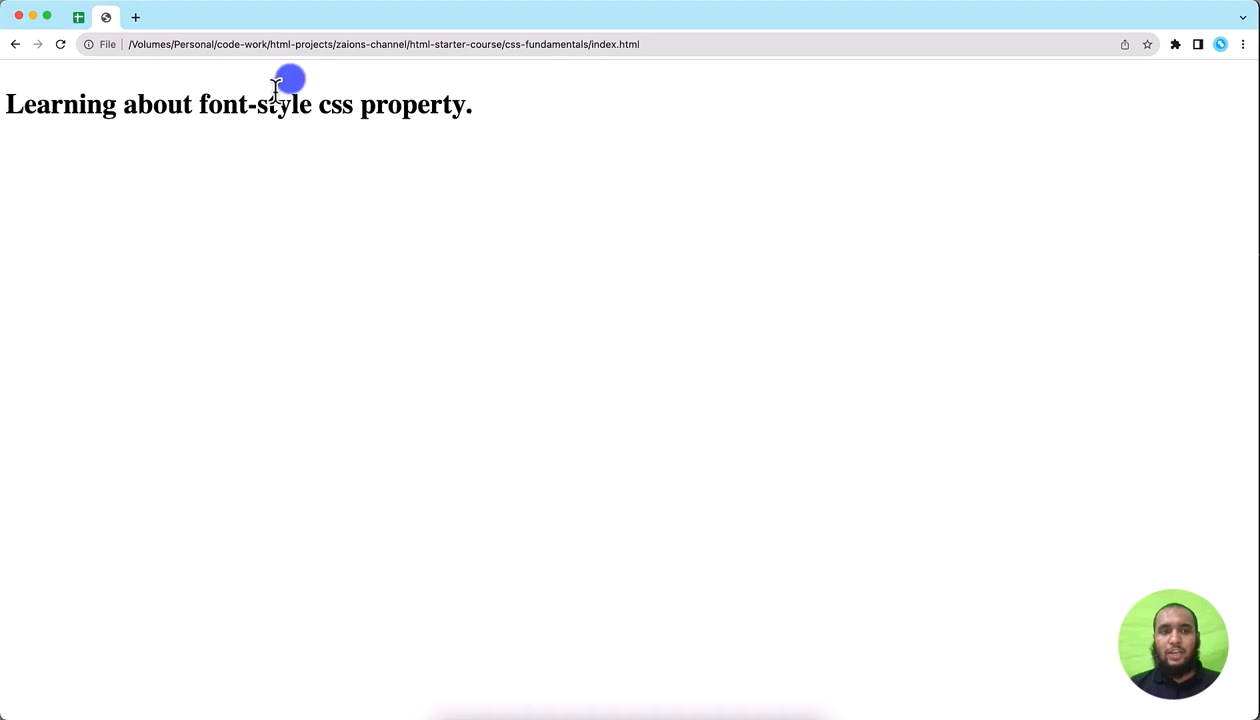 File
/Volumes/Personal/code-work/html-projects/zaions-channel/html-starter-course/css-fundamentals/index.html
Learning about font-style css property.